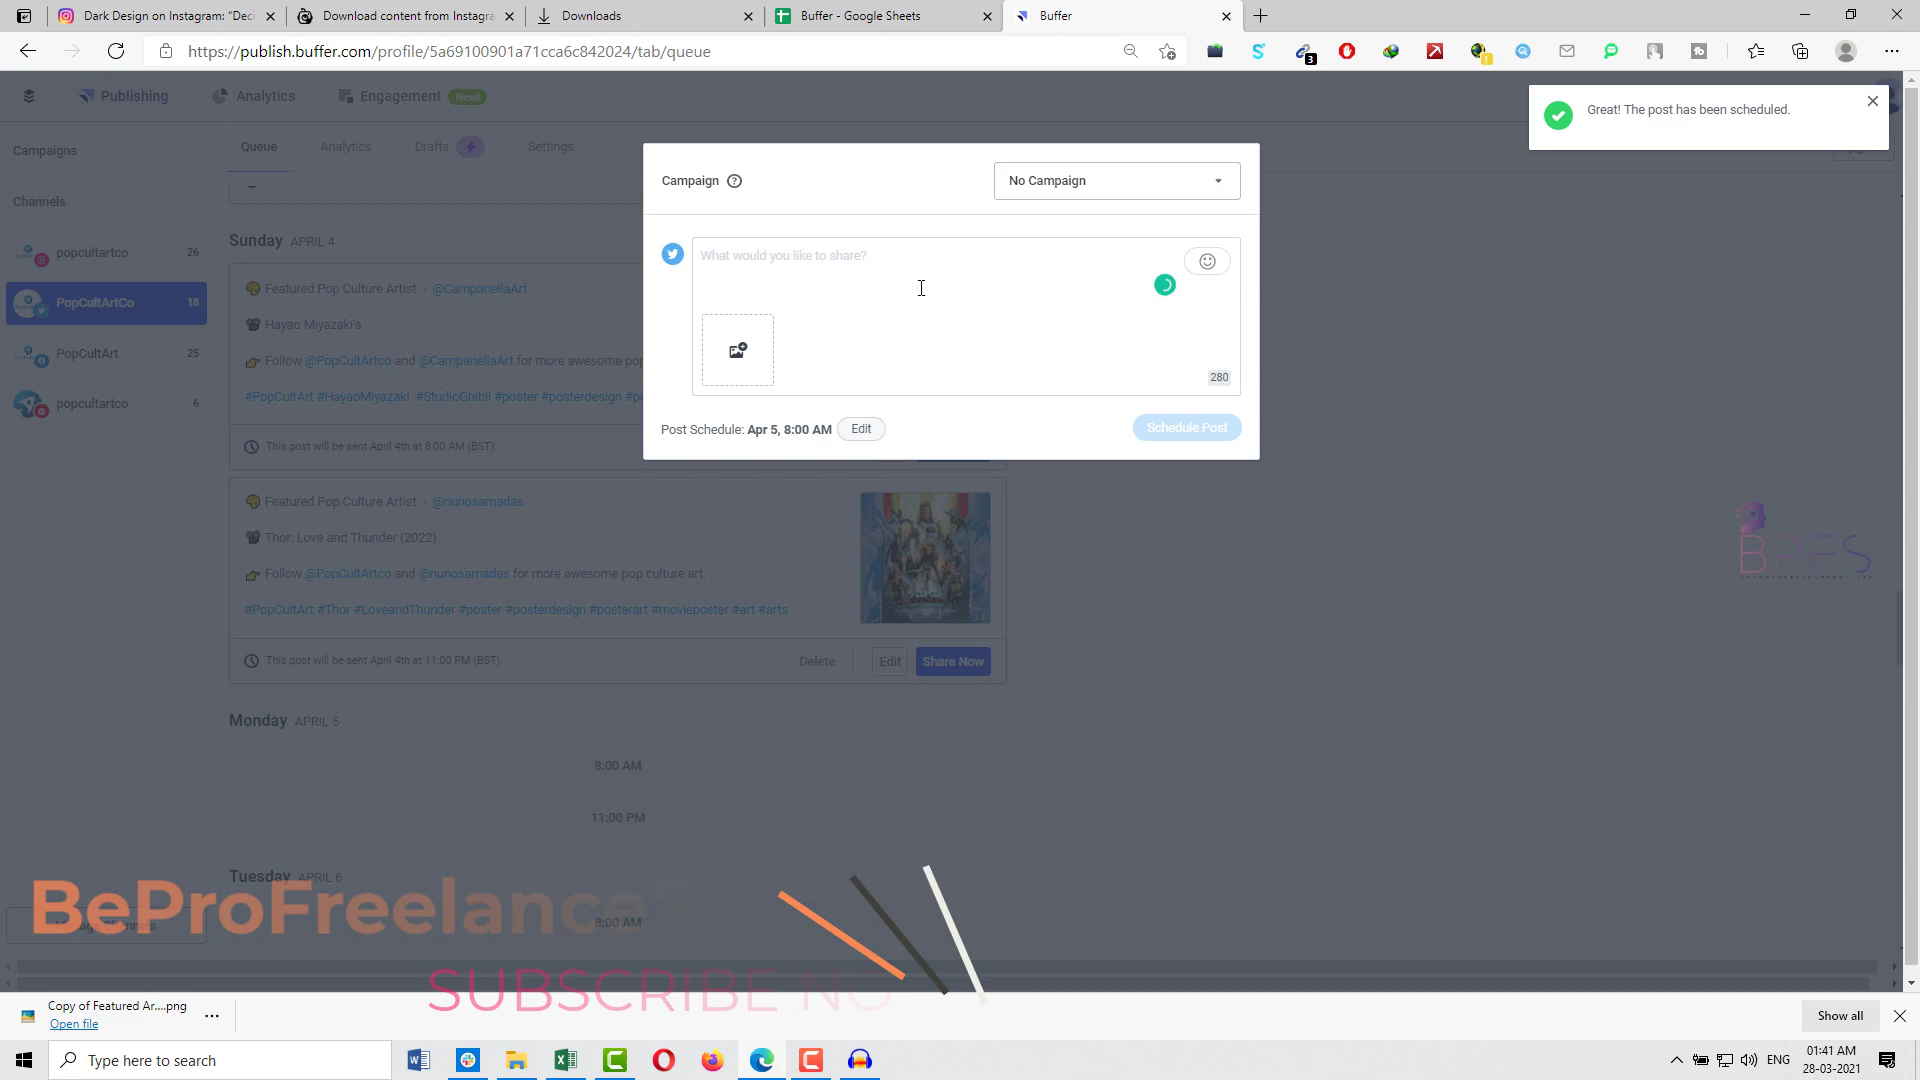 Dark Design on Instagram: "Dec
Download content from Instagra
Downloads
Buffer - Google Sheets
Buffer
https://publish.buffer.com/profile/5a69100901a71cca6c842024/tab/queue
3
Publishing
Analytics
Engagement New!
Great! The post has been scheduled.
Campaigns
Queue
Analytics
Drafts
Settings
Campaign
No Campaign
Channels
popcultartco 26
PopCultArtCo 18
PopCultArt 25
popcultartco 6
Sunday APRIL 4
Featured Pop Culture Artist - @CampanellaArt
Hayao Miyazaki's
Follow @PopCultArtco and @CampanellaArt for more awesome pop
#PopCultArt #HayaoMiyazaki #StudioGhibli #poster #posterdesign
This post will be sent April 4th at 8:00 AM (BST).
What would you like to share?
280
Post Schedule: Apr 5, 8:00 AM
Edit
Schedule Post
Featured Pop Culture Artist - @nunosarnadas
Thor: Love and Thunder (2022)
Follow @PopCultArtco and @nunosarnadas for more awesome pop culture art.
#PopCultArt #Thor #LoveandThunder #poster #posterdesign #posterart #movieposter #art #arts
This post will be sent April 4th at 11:00 PM (BST).
Delete
Edit
Share Now
BPFS
Monday APRIL 5
8:00 AM
11:00 PM
Tuesday APRIL 6
8:00 AM
BeProFreelances
SUBSCRIBE NO
Copy of Featured Ar....png
Open file
Show all
Type here to search
ENG
01:41 AM
28-03-2021